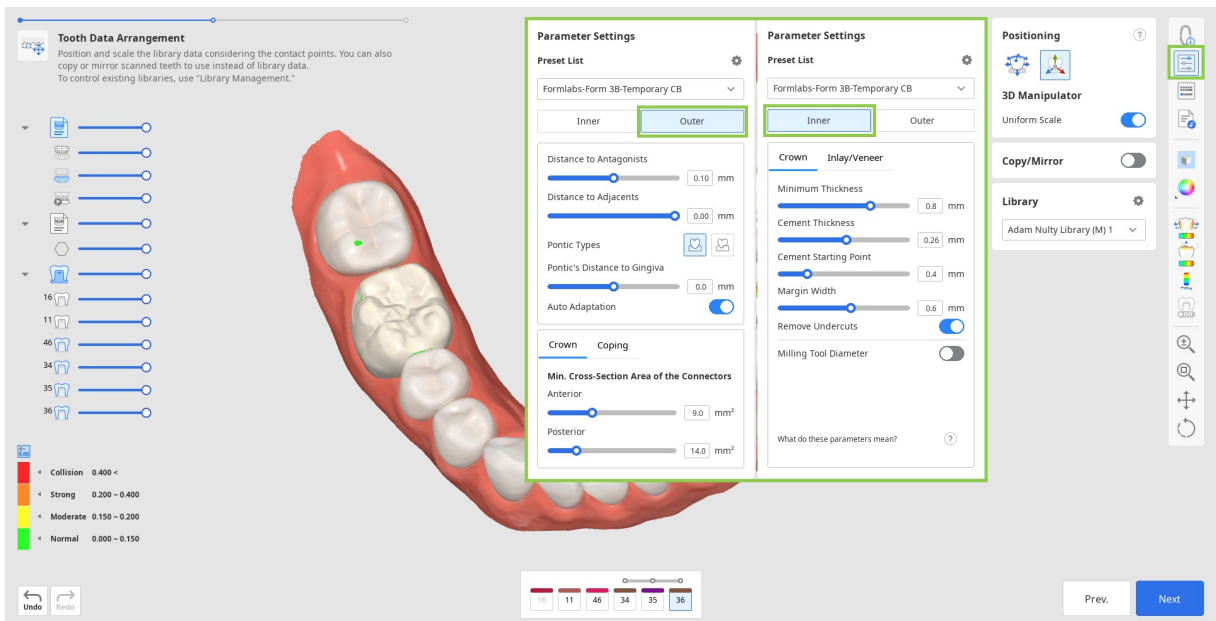 Tooth Data Arrangement
Position and scale the library data considering the contact points. You can also
copy or mirror scanned teeth to use instead of library data.
To control existing libraries, use "Library Management."
16
11
46
34
35
36
0.00
Collision 0.400 <
Strong 0.200 ~ 0.400
Moderate 0.150 ~ 0.200
Normal 0.000 ~ 0.150
Undo
Redo
Parameter Settings
Preset List
Formlabs-Form 3B-Temporary CB
Inner Outer
Distance to Antagonists
0.10 mm
Distance to Adjacents
0.00 mm
Pontic Types
Pontic's Distance to Gingiva
0.0 mm
Auto Adaptation
Crown Coping
Min. Cross-Section Area of the Connectors
Anterior
9.0 mm²
Posterior
14.0 mm²
Parameter Settings
Preset List
Formlabs-Form 3B-Temporary CB
Inner Outer
Crown Inlay/Veneer
Minimum Thickness
0.8 mm
Cement Thickness
0.26 mm
Cement Starting Point
0.4 mm
Margin Width
0.6 mm
Remove Undercuts
Milling Tool Diameter
What do these parameters mean? ?
Positioning ?
3D Manipulator
Uniform Scale
Copy/Mirror
Library
Adam Nulty Library (M) 1
16 11 46 34 35 36
Prev. Next